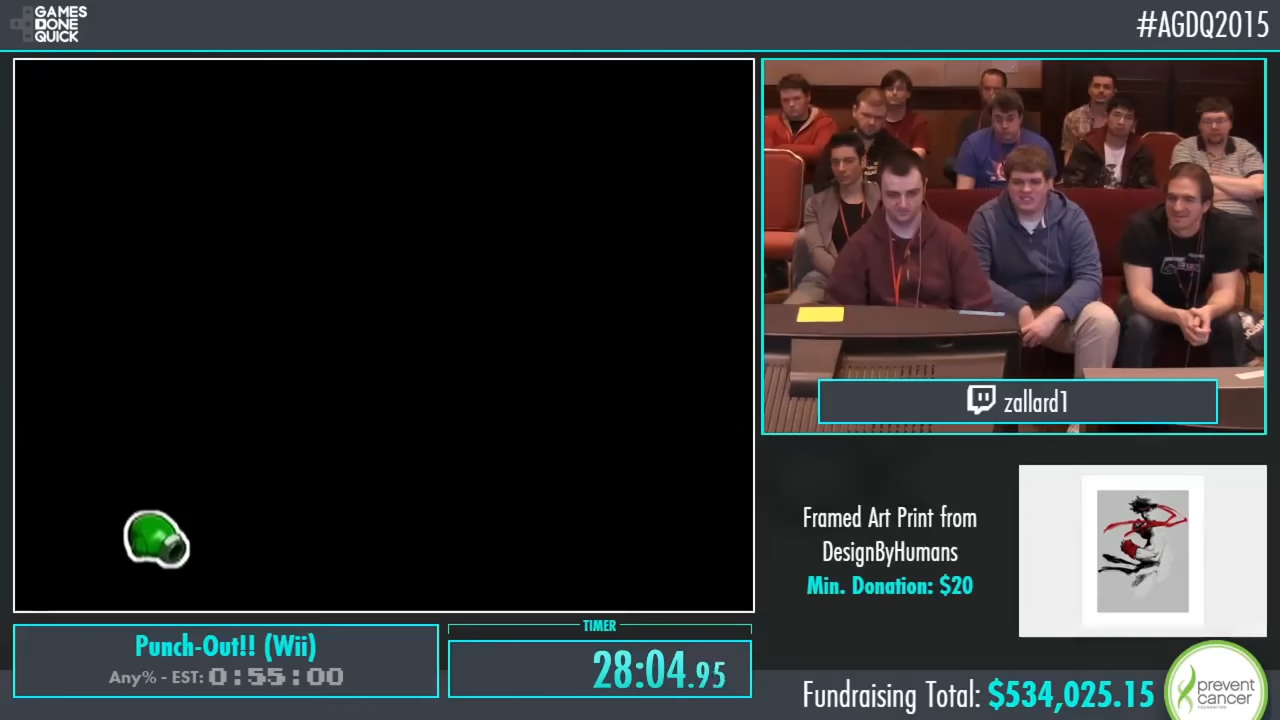 GAMES
DONE
QUICK
#AGDQ2015
zallard1
Framed Art Print from
DesignByHumans
Min. Donation: $20
Punch-Out!! (Wii)
Any% - EST: 0:55:00
TIMER
28:04.95
Fundraising Total: $534,025.15
prevent
cancer